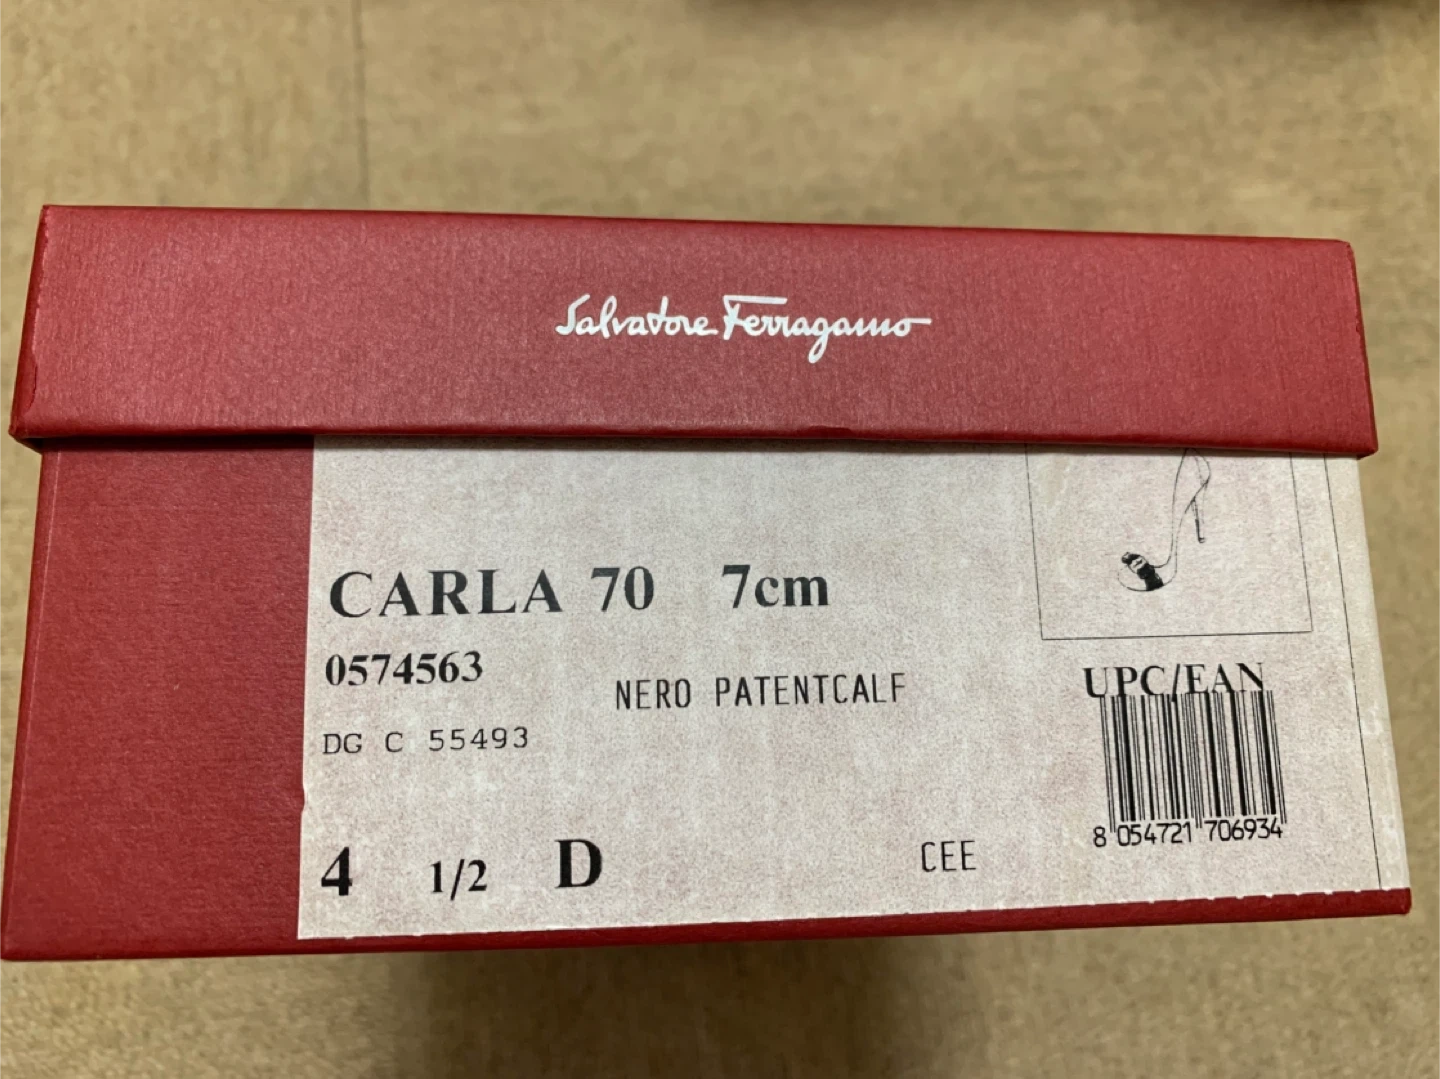 Salvatore Ferragamo
CARLA 70 7cm
0574563
NERO PATENTCALF
DG C 55493
UPC/EAN
8 054721 706934
4 1/2 D
CEE